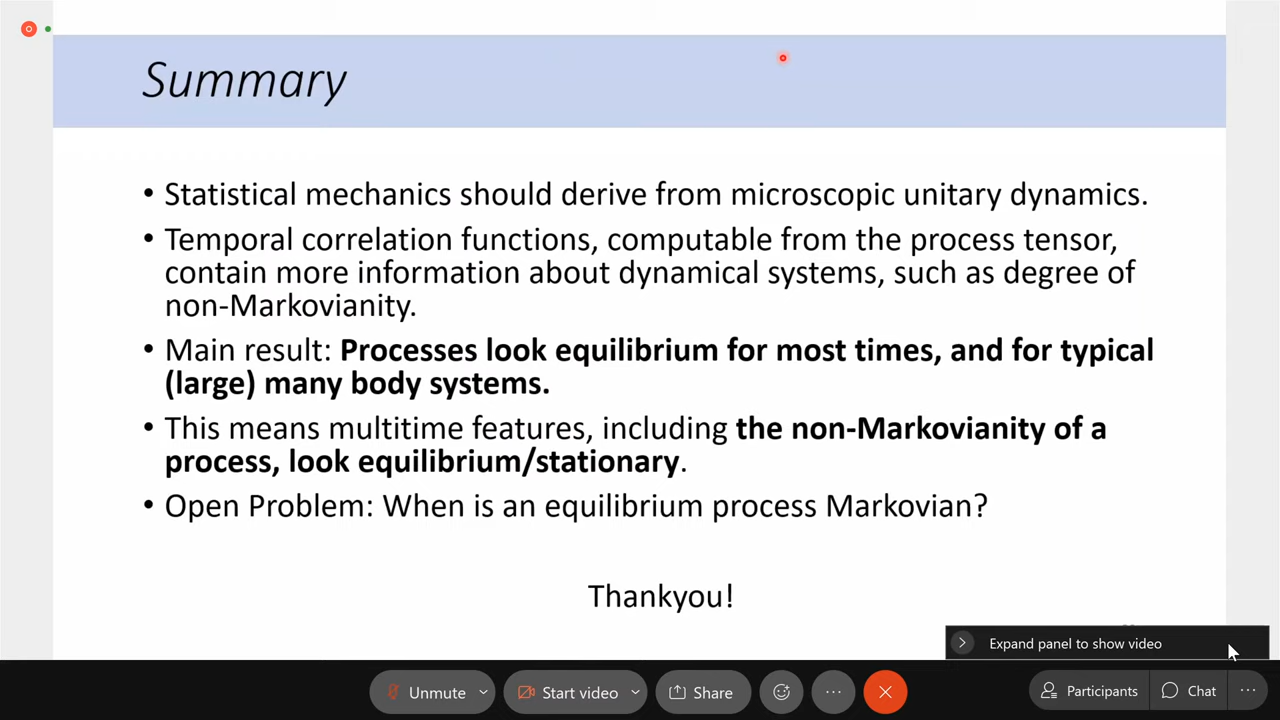 Summary
• Statistical mechanics should derive from microscopic unitary dynamics.
• Temporal correlation functions, computable from the process tensor,
contain more information about dynamical systems, such as degree of
non-Markovianity.
• Main result: Processes look equilibrium for most times, and for typical
(large) many body systems.
• This means multitime features, including the non-Markovianity of a
process, look equilibrium/stationary.
• Open Problem: When is an equilibrium process Markovian?
Thankyou!
Expand panel to show video
Unmute
Start video
Share
Participants
Chat